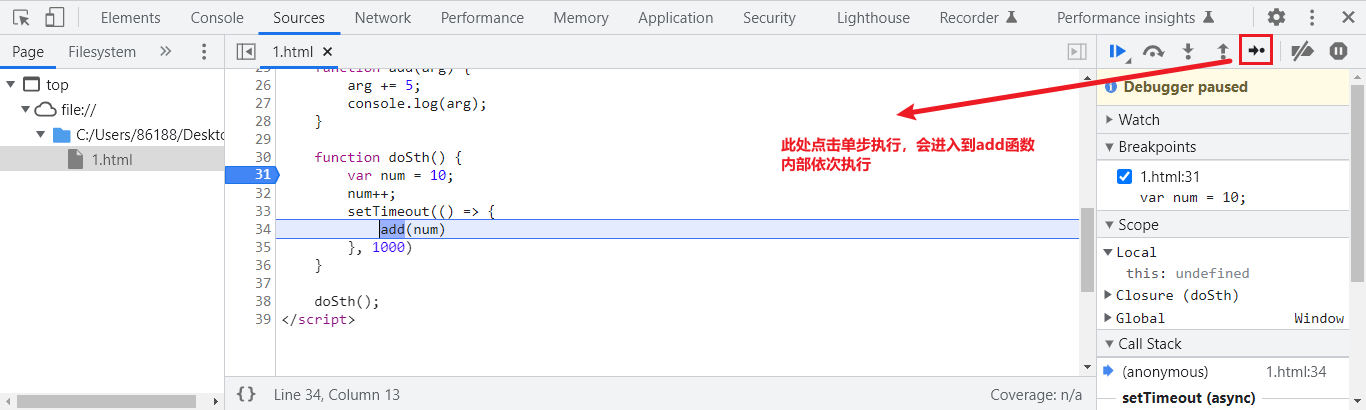 Elements Console Sources Network Performance Memory Application Security Lighthouse Recorder Performance insights
Page Filesystem
1.html
top
file://
C:/Users/86188/Deskto
1.html
25 function add(arg) {
26 arg += 5;
27 console.log(arg);
28 }
29
30 function doSth() {
31 var num = 10;
32 num++;
33 setTimeout(() => {
34 add(num)
35 }, 1000)
36 }
37
38 doSth();
39 </script>
此处点击单步执行，会进入到add函数
内部依次执行
{} Line 34, Column 13 Coverage: n/a
Debugger paused
Watch
Breakpoints
1.html:31
var num = 10;
Scope
Local
this: undefined
Closure (doSth)
Global Window
Call Stack
(anonymous) 1.html:34
setTimeout (async)